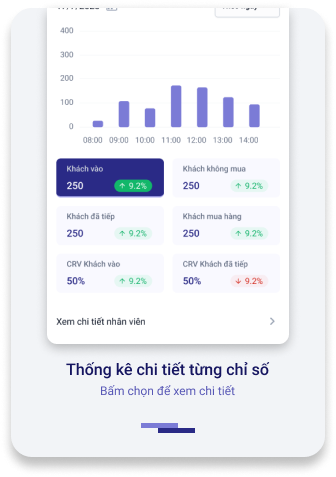 400
300
200
100
0
08:00 09:00 10:00 11:00 12:00 13:00 14:00
Khách vào
250 ↑ 9.2%
Khách không mua
250 ↑ 9.2%
Khách đã tiếp
250 ↑ 9.2%
Khách mua hàng
250 ↑ 9.2%
CRV Khách vào
50% ↑ 9.2%
CRV Khách đã tiếp
50% ↓ 9.2%
Xem chi tiết nhân viên
Thống kê chi tiết từng chỉ số
Bấm chọn để xem chi tiết